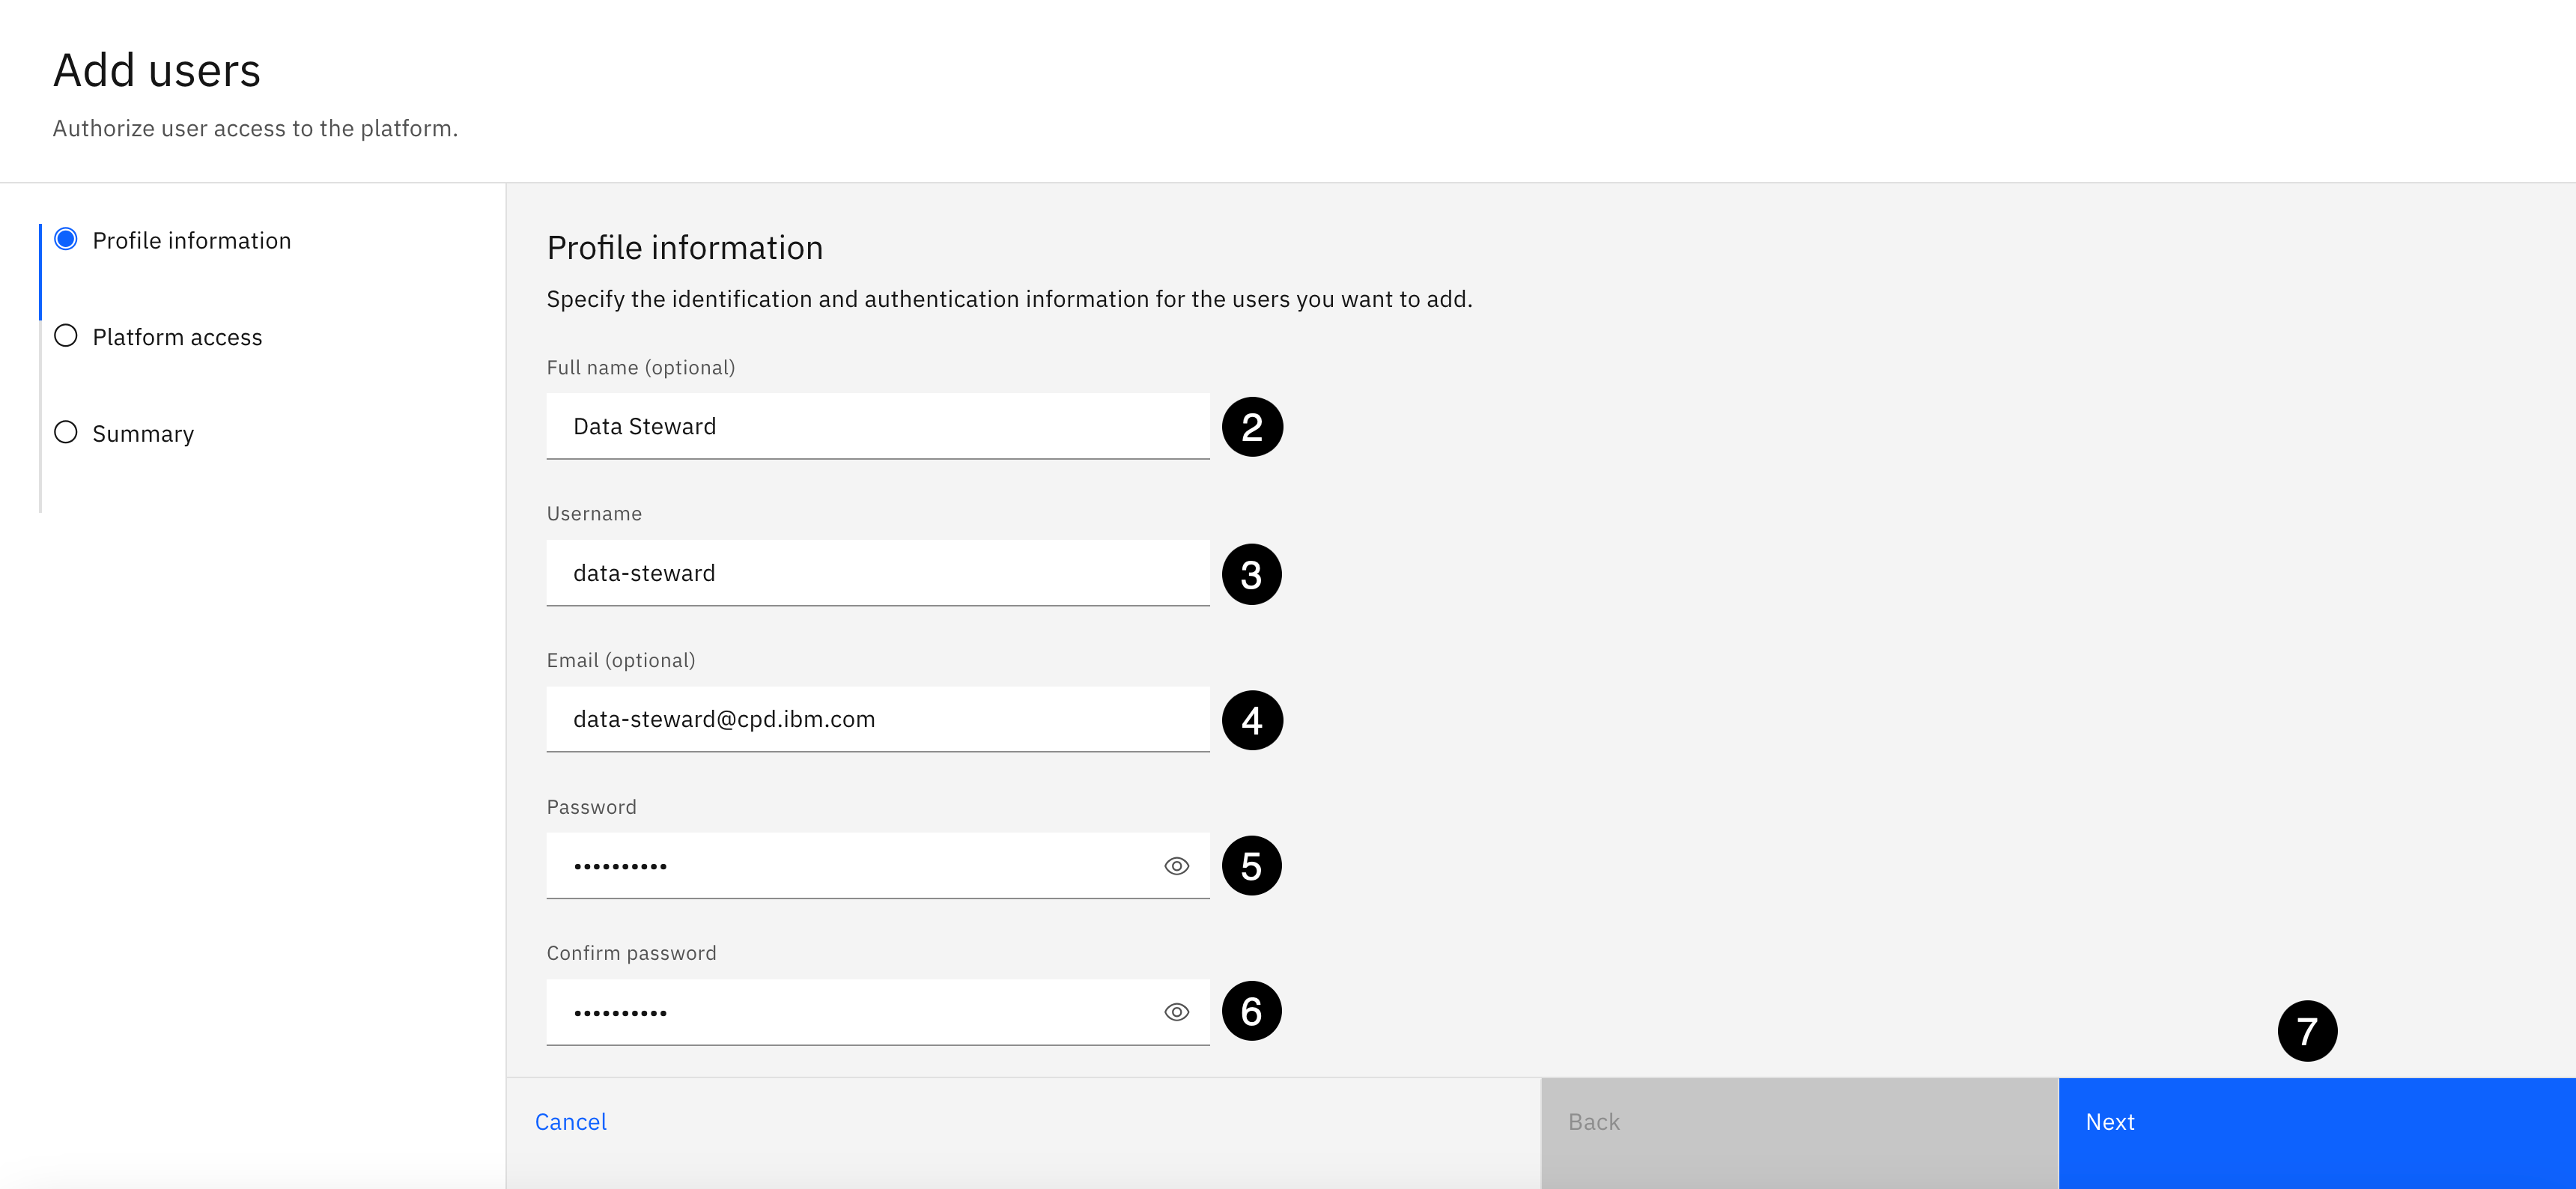 Add users
Authorize user access to the platform.
Profile information
Platform access
Summary
Profile information
Specify the identification and authentication information for the users you want to add.
Full name (optional)
Data Steward
2
Username
data-steward
3
Email (optional)
data-steward@cpd.ibm.com
4
Password
••••••••••
5
Confirm password
••••••••••
6
7
Cancel
Back
Next